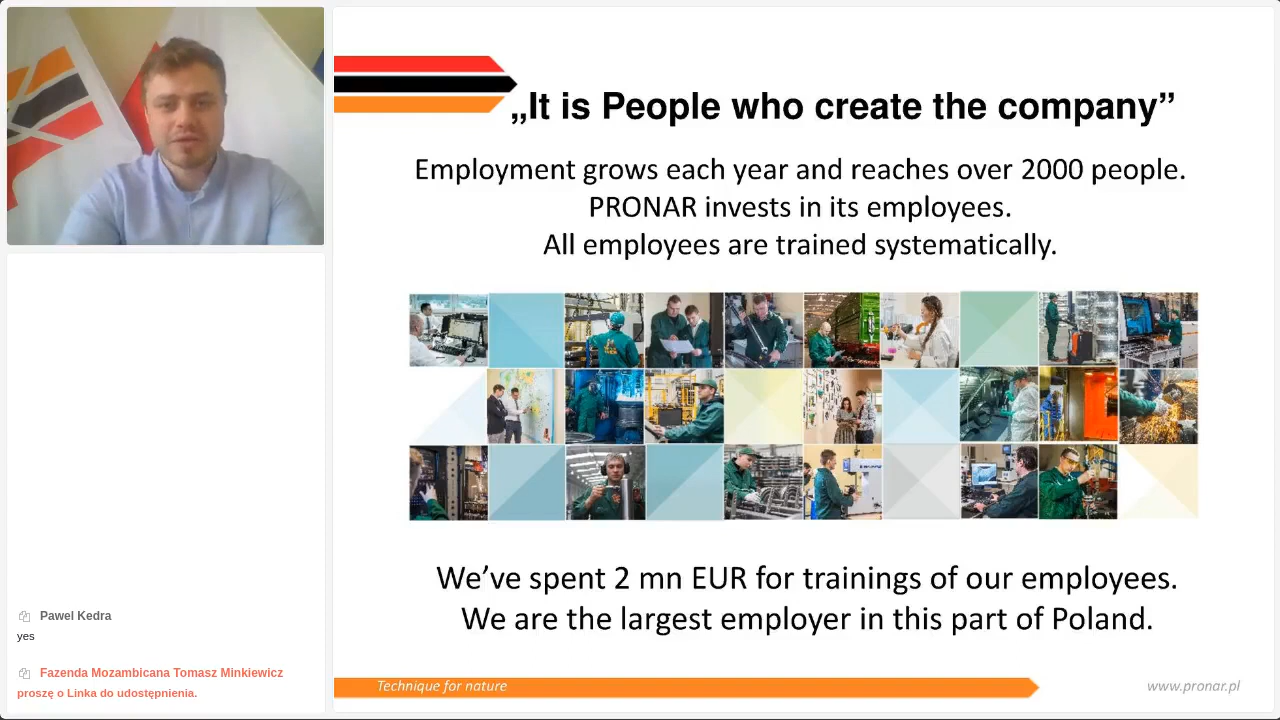 „It is People who create the company”
Employment grows each year and reaches over 2000 people.
PRONAR invests in its employees.
All employees are trained systematically.
We’ve spent 2 mn EUR for trainings of our employees.
We are the largest employer in this part of Poland.
Technique for nature
www.pronar.pl
Pawel Kedra
yes
Fazenda Mozambicana Tomasz Minkiewicz
proszę o Linka do udostępnienia.